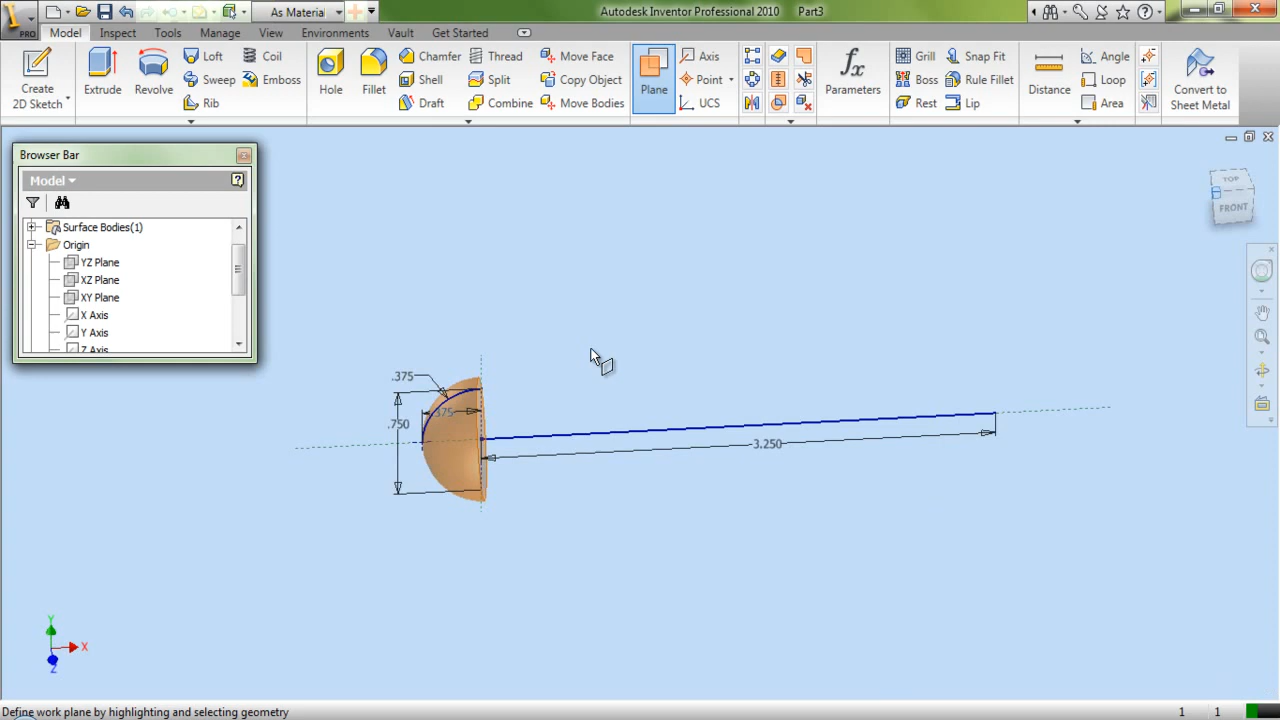 As Materia
Autodesk Inventor Professional 2010 Part3
PRO
Model Inspect Tools Manage View Environments Vault Get Started
Create
2D Sketch
Extrude
Revolve
Loft
Sweep
Rib
Coil
Emboss
Hole
Fillet
Chamfer
Shell
Draft
Thread
Split
Combine
Move Face
Copy Object
Move Bodies
Plane
Axis
Point
UCS
fx
Parameters
Grill
Boss
Rest
Snap Fit
Rule Fillet
Lip
Distance
Angle
Loop
Area
Convert to
Sheet Metal
Browser Bar
Model
Surface Bodies(1)
Origin
YZ Plane
XZ Plane
XY Plane
X Axis
Y Axis
Z Axis
TOP
FRONT
.375
.375
.750
3.250
Y
X
Z
Define work plane by highlighting and selecting geometry
1 1